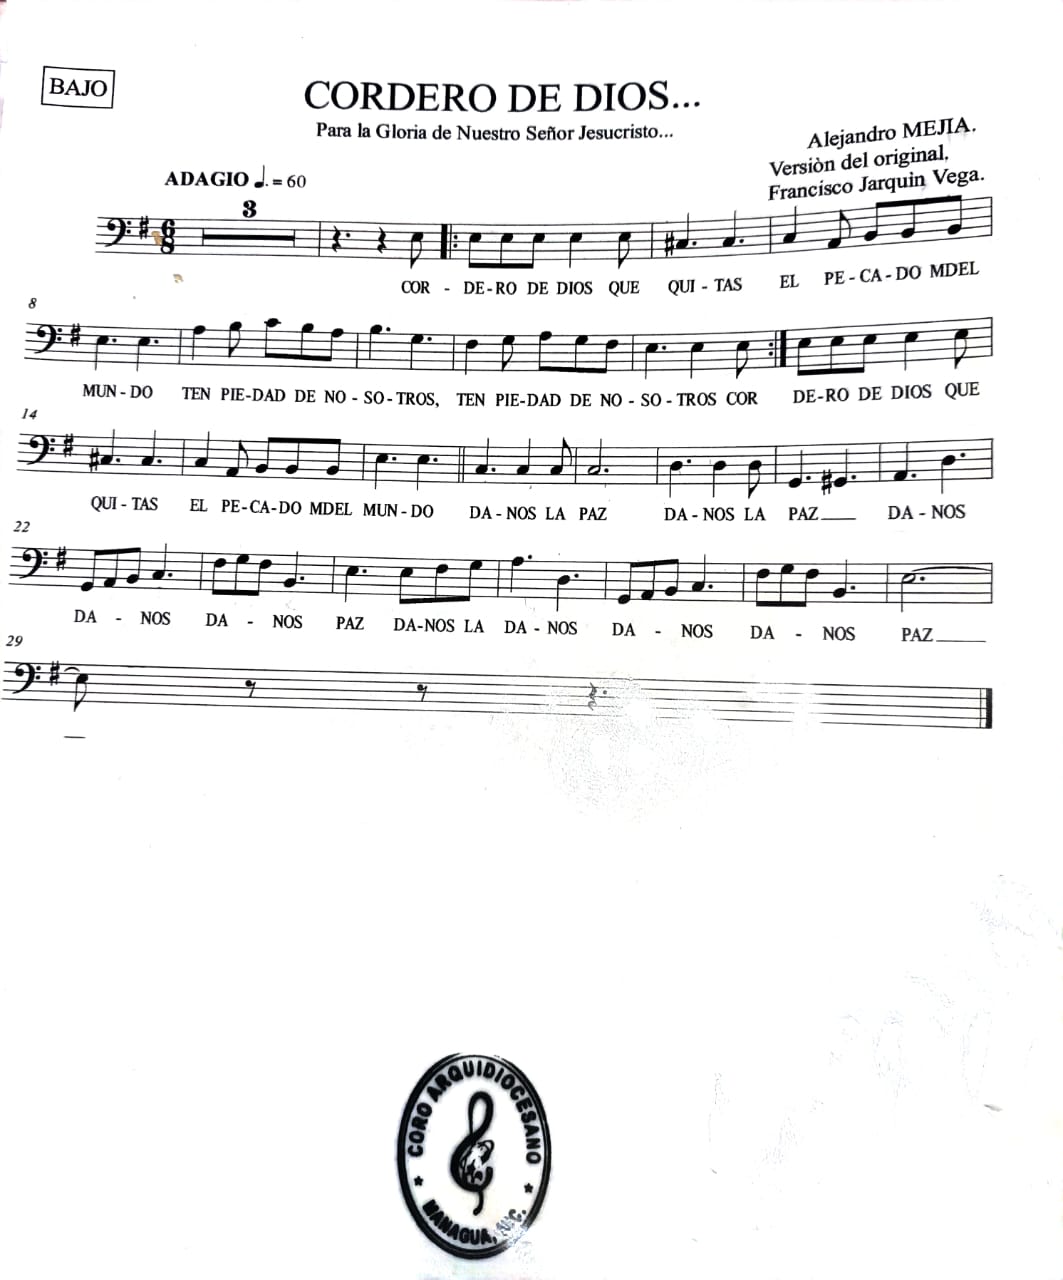 BAJO
CORDERO DE DIOS...
Para la Gloria de Nuestro Señor Jesucristo...
Alejandro MEJIA.
Versiòn del original,
Francisco Jarquin Vega.
ADAGIO ♩. = 60
3
6
8
COR - DE-RO DE DIOS QUE QUI - TAS EL PE - CA - DO MDEL
8
MUN - DO TEN PIE-DAD DE NO - SO - TROS, TEN PIE-DAD DE NO - SO - TROS COR DE-RO DE DIOS QUE
14
QUI - TAS EL PE-CA-DO MDEL MUN - DO DA - NOS LA PAZ DA - NOS LA PAZ___ DA - NOS
22
DA - NOS DA - NOS PAZ DA-NOS LA DA - NOS DA - NOS DA - NOS PAZ____
29
CORO ARQUIDIOCESANO
MANAGUA, NIC.